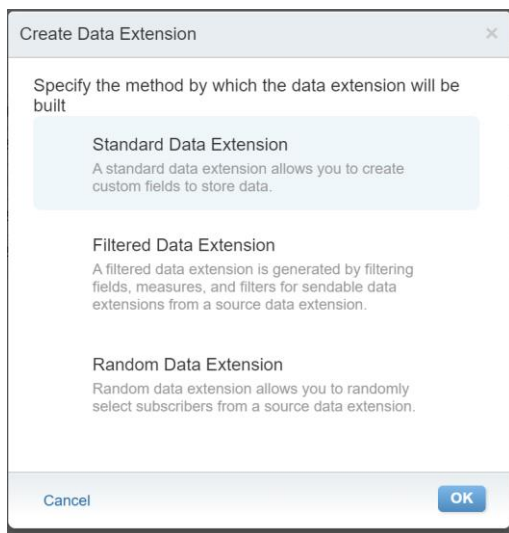 Create Data Extension ×
Specify the method by which the data extension will be
built
Standard Data Extension
A standard data extension allows you to create
custom fields to store data.
Filtered Data Extension
A filtered data extension is generated by filtering
fields, measures, and filters for sendable data
extensions from a source data extension.
Random Data Extension
Random data extension allows you to randomly
select subscribers from a source data extension.
Cancel OK